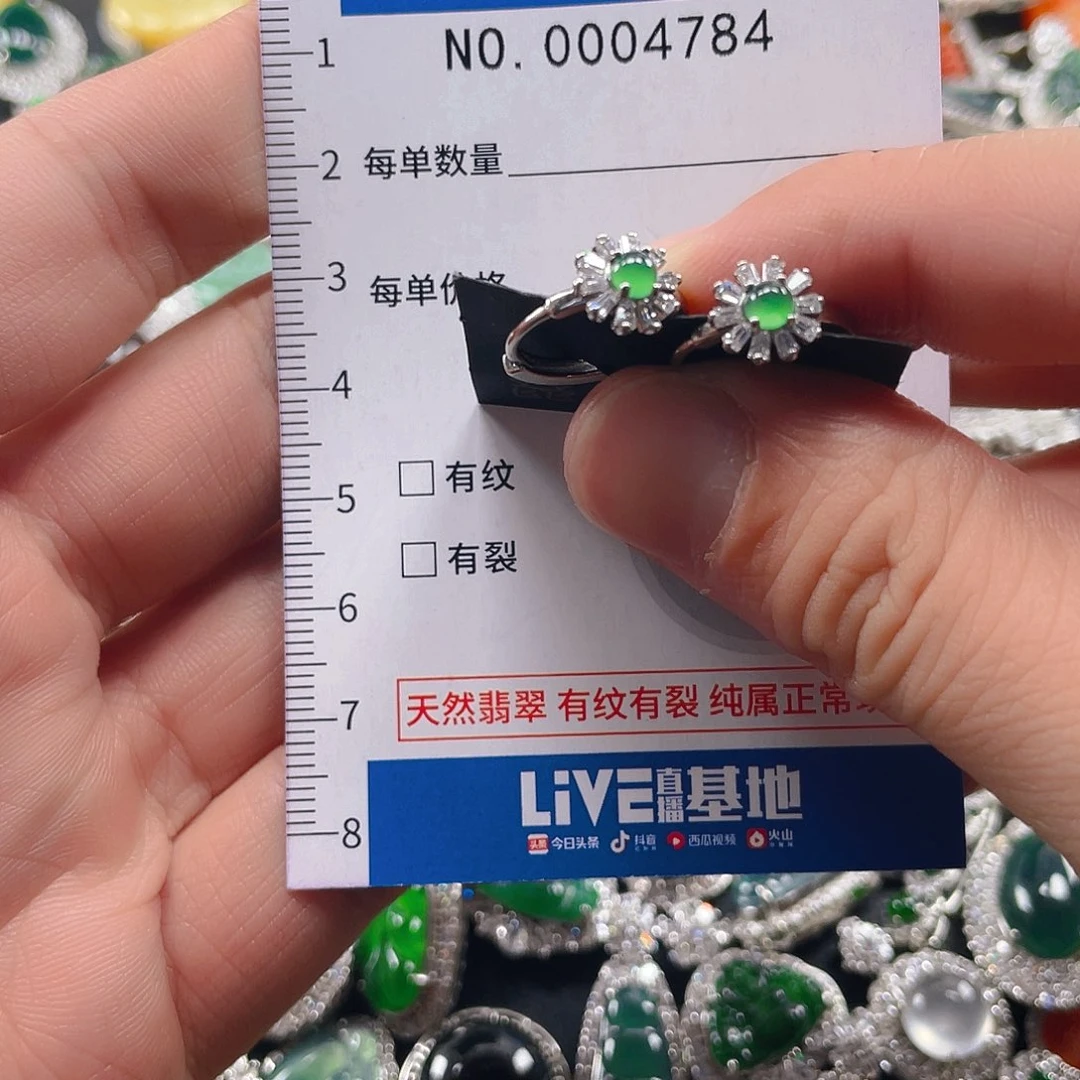 1
NO. 0004784
2
每单数量
3
每单价格
4
5
有纹
有裂
6
7
天然翡翠 有纹有裂 纯属正常
LiVE直播基地
8
头条 今日头条 抖音 西瓜视频 火山